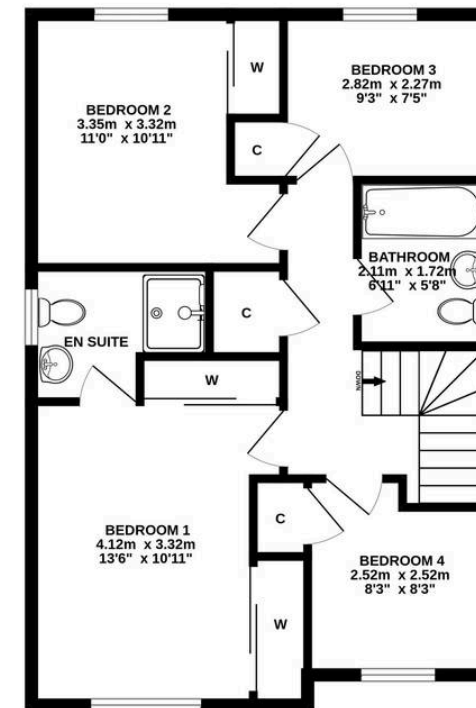 BEDROOM 2
3.35m x 3.32m
11'0" x 10'11"
W
BEDROOM 3
2.82m x 2.27m
9'3" x 7'5"
C
BATHROOM
2.11m x 1.72m
6'11" x 5'8"
EN SUITE
C
W
DOWN
BEDROOM 1
4.12m x 3.32m
13'6" x 10'11"
C
W
BEDROOM 4
2.52m x 2.52m
8'3" x 8'3"